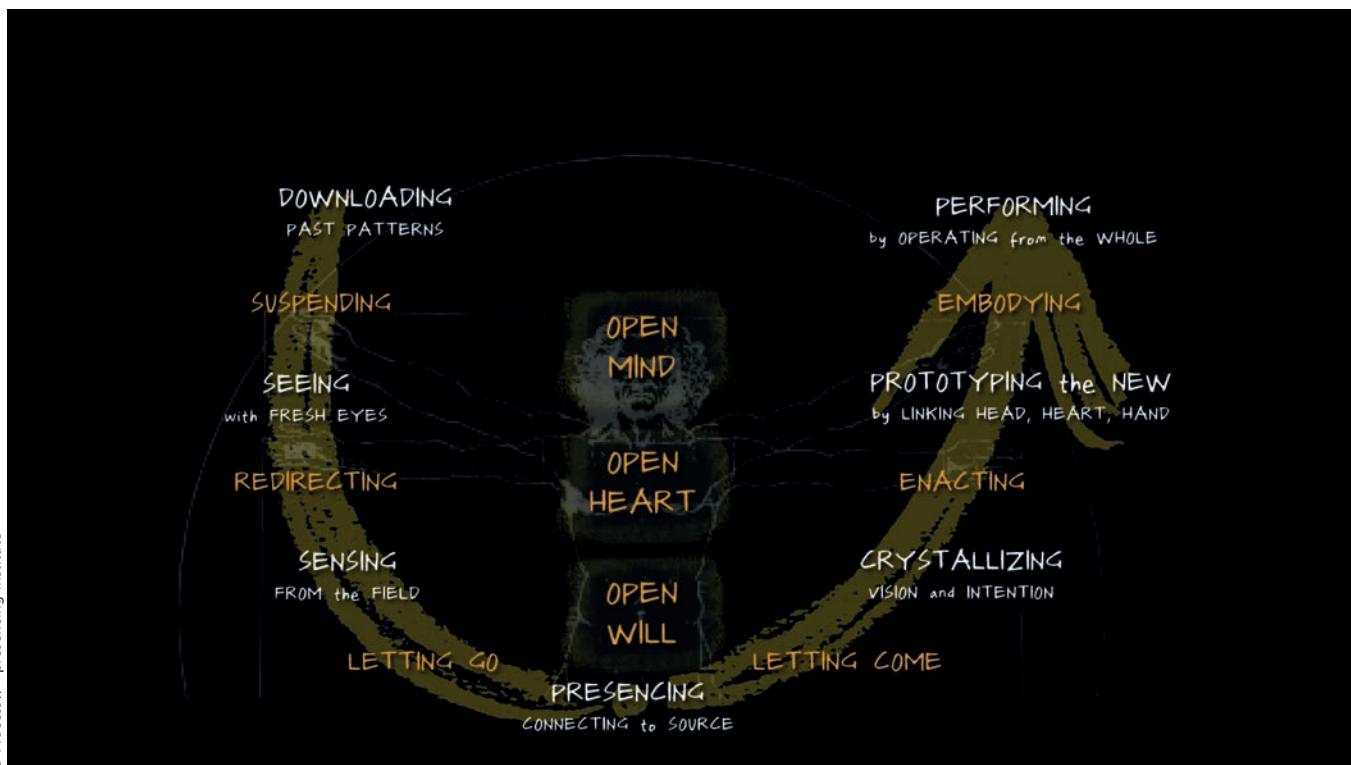 DOWNLOADING
PAST PATTERNS
SUSPENDING
SEEING
with FRESH EYES
REDIRECTING
SENSING
FROM the FIELD
LETTING GO
PRESENCING
CONNECTING to SOURCE
OPEN
MIND
OPEN
HEART
OPEN
WILL
LETTING COME
CRYSTALLIZING
VISION and INTENTION
ENACTING
PROTOTYPING the NEW
by LINKING HEAD, HEART, HAND
EMBODYING
PERFORMING
by OPERATING from the WHOLE